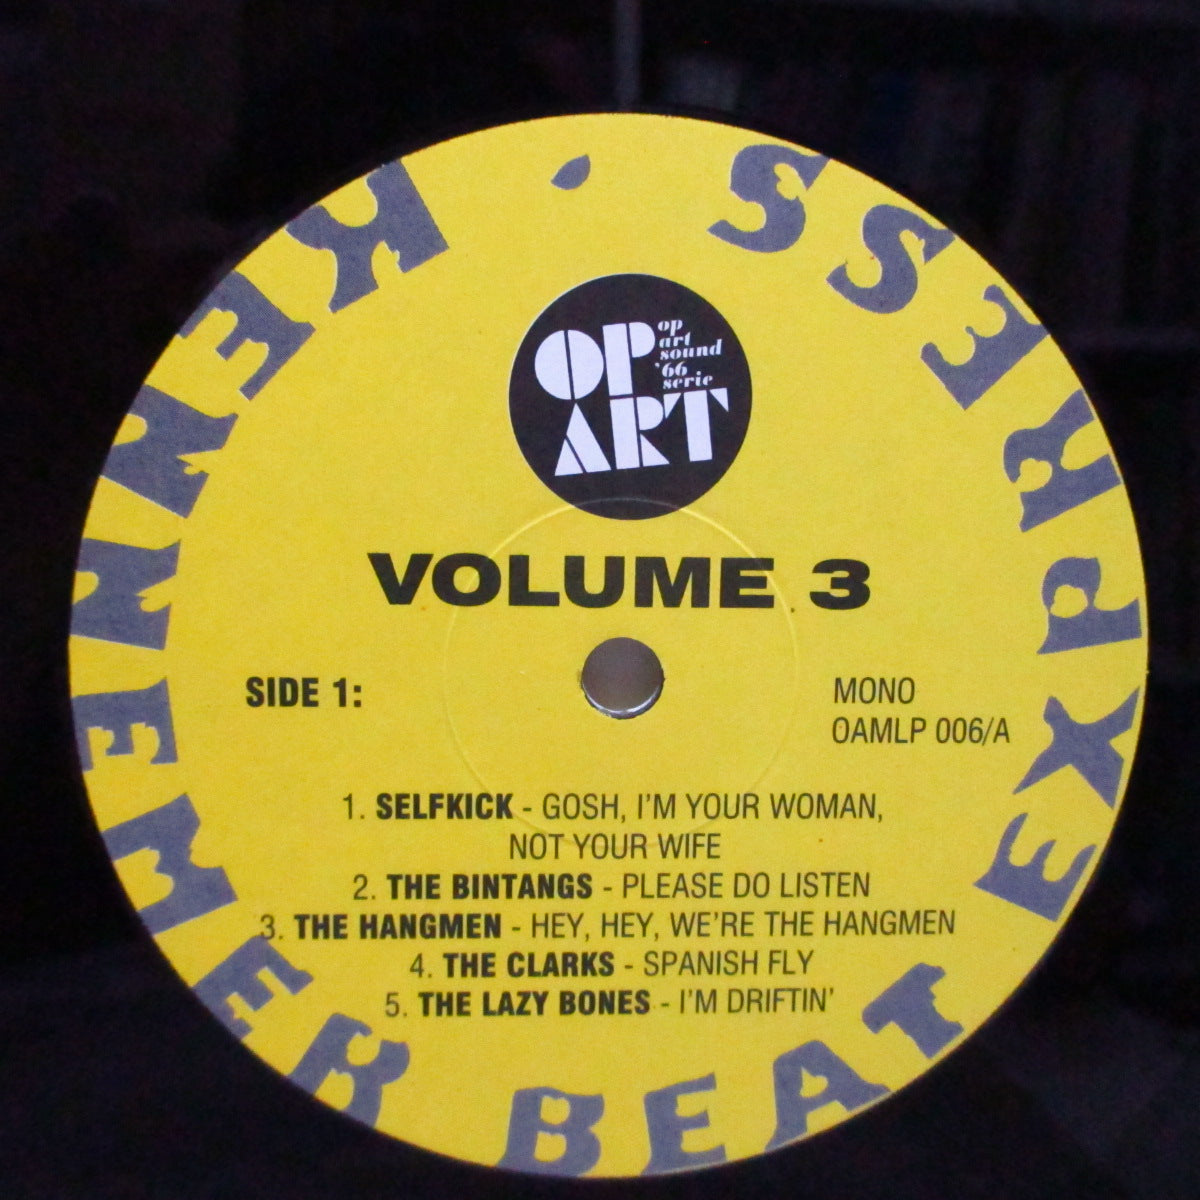 KENNEMER BEAT EXPRESS •
OP ART
op
art
sound
'66
serie
VOLUME 3
SIDE 1:
MONO
OAMLP 006/A
1. SELFKICK - GOSH, I'M YOUR WOMAN,
NOT YOUR WIFE
2. THE BINTANGS - PLEASE DO LISTEN
3. THE HANGMEN - HEY, HEY, WE'RE THE HANGMEN
4. THE CLARKS - SPANISH FLY
5. THE LAZY BONES - I'M DRIFTIN'